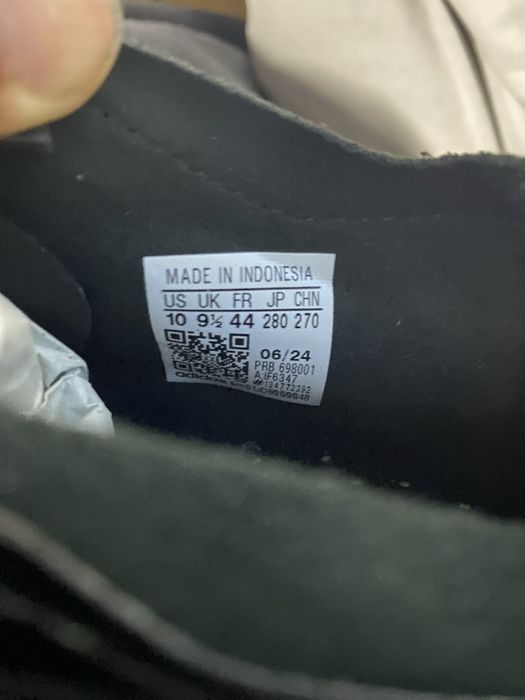 MADE IN INDONESIA
US UK FR JP CHN
10 9½ 44 280 270
06/24
PRB 698001
A:IF6347
#124772392
adidas